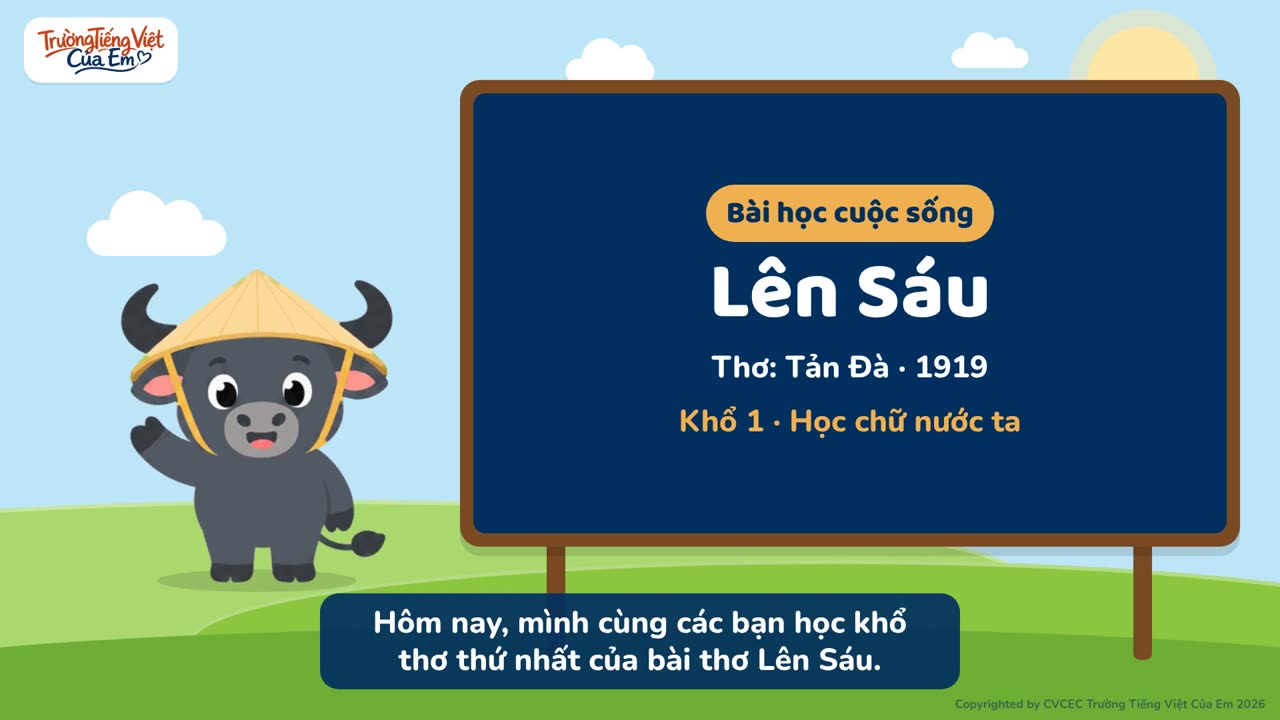 Trường Tiếng Việt
Của Em
Bài học cuộc sống
Lên Sáu
Thơ: Tản Đà · 1919
Khổ 1 · Học chữ nước ta
Hôm nay, mình cùng các bạn học khổ
thơ thứ nhất của bài thơ Lên Sáu.
Copyrighted by CVCEC Trường Tiếng Việt Của Em 2026